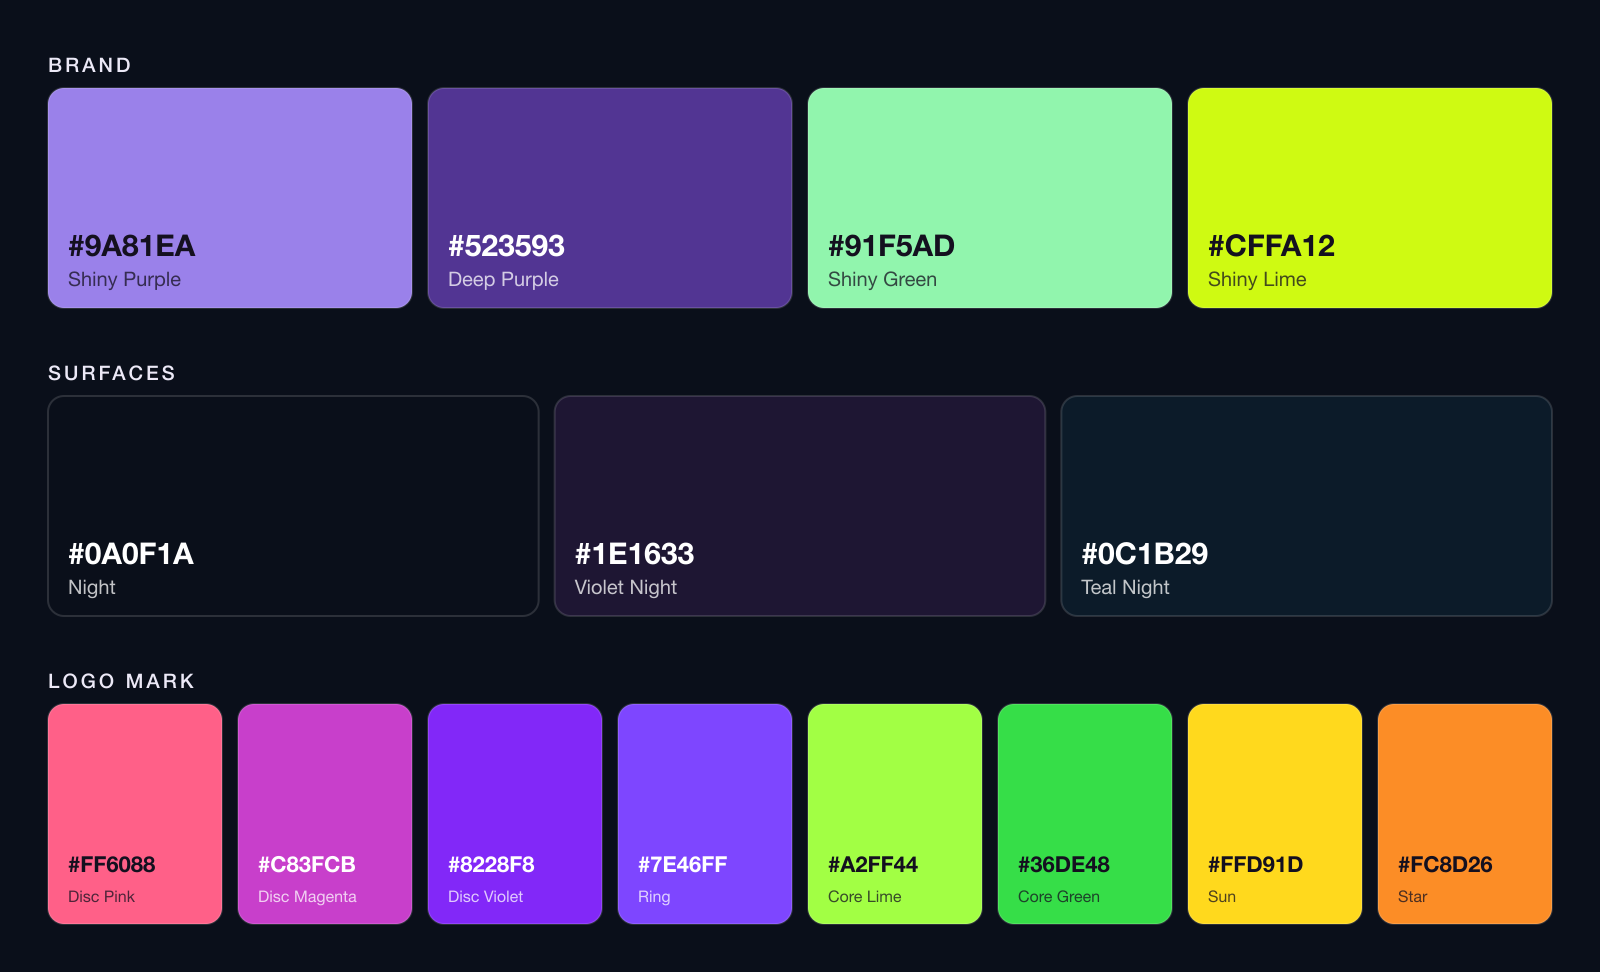 BRAND
#9A81EA
Shiny Purple
#523593
Deep Purple
#91F5AD
Shiny Green
#CFFA12
Shiny Lime
SURFACES
#0A0F1A
Night
#1E1633
Violet Night
#0C1B29
Teal Night
LOGO MARK
#FF6088
Disc Pink
#C83FCB
Disc Magenta
#8228F8
Disc Violet
#7E46FF
Ring
#A2FF44
Core Lime
#36DE48
Core Green
#FFD91D
Sun
#FC8D26
Star